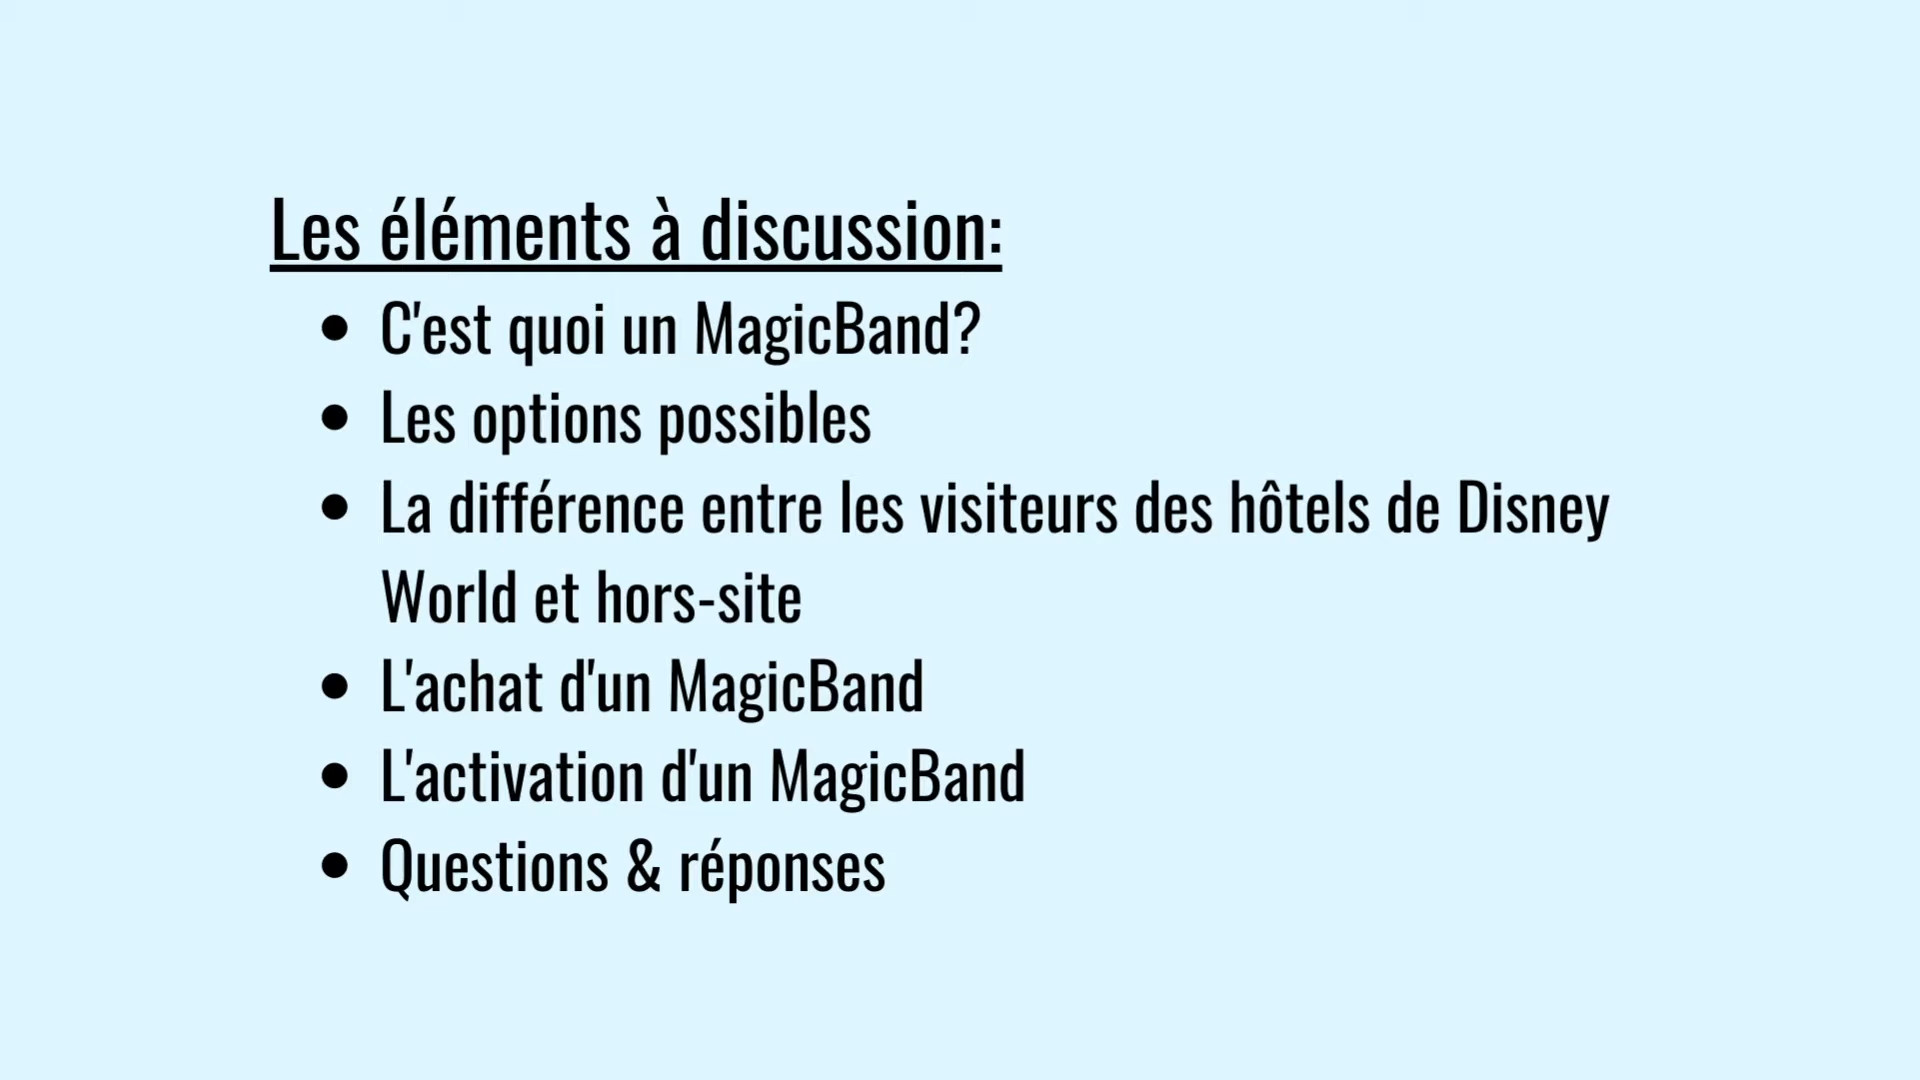 Les éléments à discussion:
• C'est quoi un MagicBand?
• Les options possibles
• La différence entre les visiteurs des hôtels de Disney
World et hors-site
• L'achat d'un MagicBand
• L'activation d'un MagicBand
• Questions & réponses